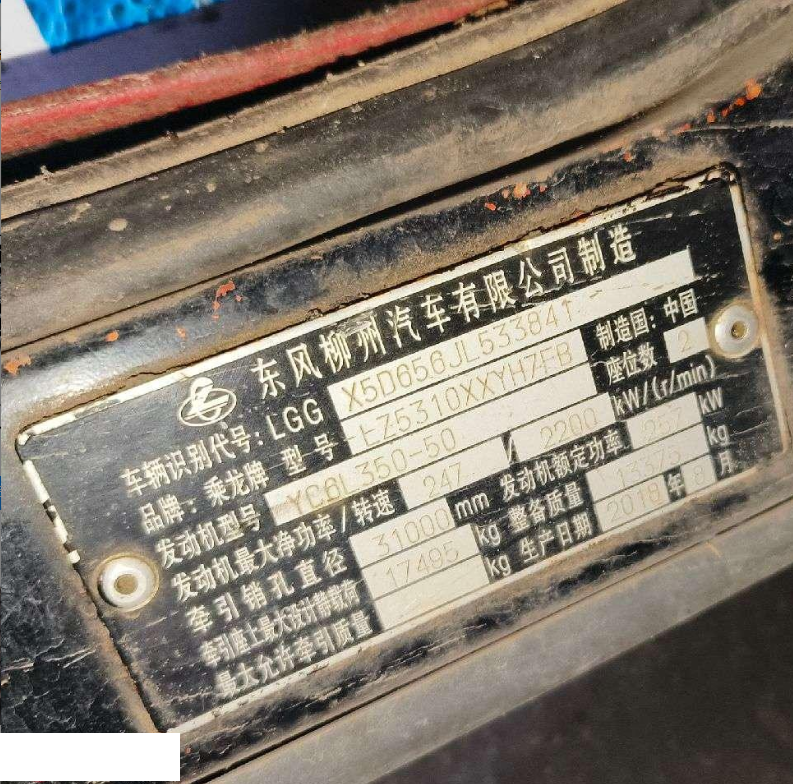 东风柳州汽车有限公司制造
车辆识别代号: LGG X5D656JL533841
品牌: 乘龙牌 型号 LZ5310XXYH7FB 制造国: 中国
发动机型号 YC6L350-50 座位数 2
发动机最大净功率/转速 247 / 2200 kW/(r/min)
牵引销孔直径 31000 mm 发动机额定功率 257 kW
牵引座上最大设计静载荷 17495 kg 整备质量 13375 kg
最大允许牵引质量 kg 生产日期 2018 年 8 月